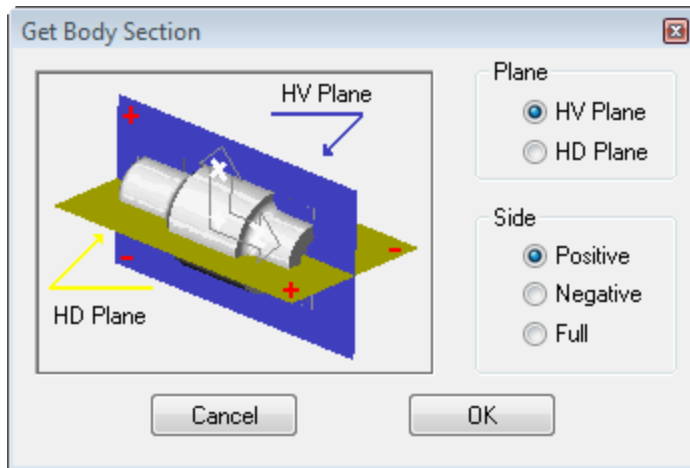 Get Body Section
HV Plane
+
-
-
+
HD Plane
Plane
HV Plane
HD Plane
Side
Positive
Negative
Full
Cancel
OK